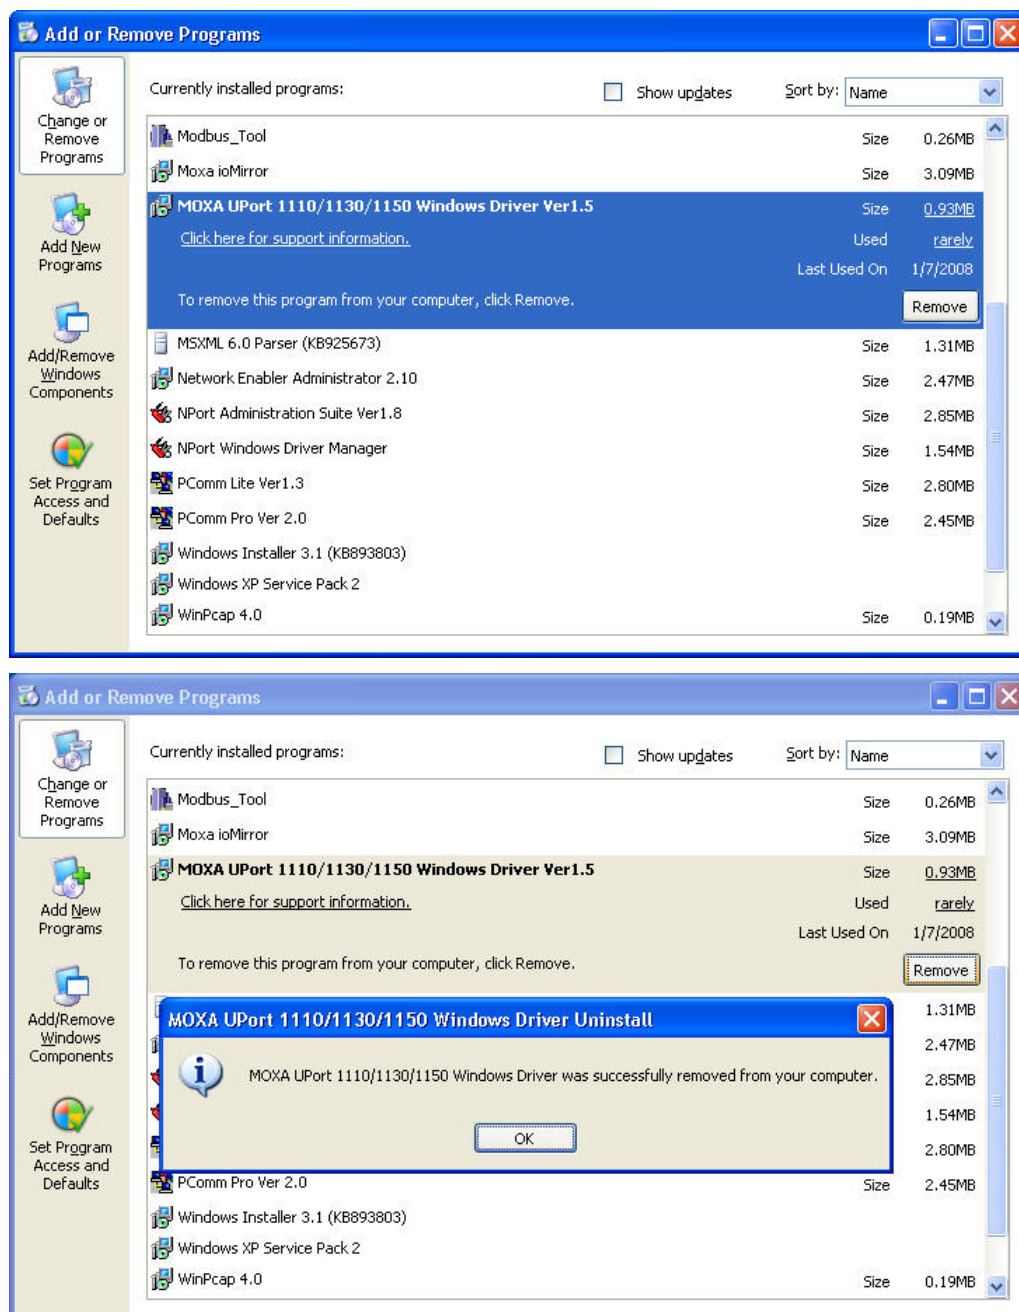 Add or Remove Programs
Change or
Remove
Programs
Add New
Programs
Add/Remove
Windows
Components
Set Program
Access and
Defaults
Currently installed programs:
Show updates
Sort by: Name
Modbus_Tool Size 0.26MB
Moxa ioMirror Size 3.09MB
MOXA UPort 1110/1130/1150 Windows Driver Ver1.5 Size 0.93MB
Click here for support information. Used rarely
Last Used On 1/7/2008
To remove this program from your computer, click Remove. Remove
MSXML 6.0 Parser (KB925673) Size 1.31MB
Network Enabler Administrator 2.10 Size 2.47MB
NPort Administration Suite Ver1.8 Size 2.85MB
NPort Windows Driver Manager Size 1.54MB
PComm Lite Ver1.3 Size 2.80MB
PComm Pro Ver 2.0 Size 2.45MB
Windows Installer 3.1 (KB893803)
Windows XP Service Pack 2
WinPcap 4.0 Size 0.19MB
Add or Remove Programs
Change or
Remove
Programs
Add New
Programs
Add/Remove
Windows
Components
Set Program
Access and
Defaults
Currently installed programs:
Show updates
Sort by: Name
Modbus_Tool Size 0.26MB
Moxa ioMirror Size 3.09MB
MOXA UPort 1110/1130/1150 Windows Driver Ver1.5 Size 0.93MB
Click here for support information. Used rarely
Last Used On 1/7/2008
To remove this program from your computer, click Remove. Remove
1.31MB
MOXA UPort 1110/1130/1150 Windows Driver Uninstall
2.47MB
MOXA UPort 1110/1130/1150 Windows Driver was successfully removed from your computer.
2.85MB
1.54MB
OK
2.80MB
PComm Pro Ver 2.0 Size 2.45MB
Windows Installer 3.1 (KB893803)
Windows XP Service Pack 2
WinPcap 4.0 Size 0.19MB